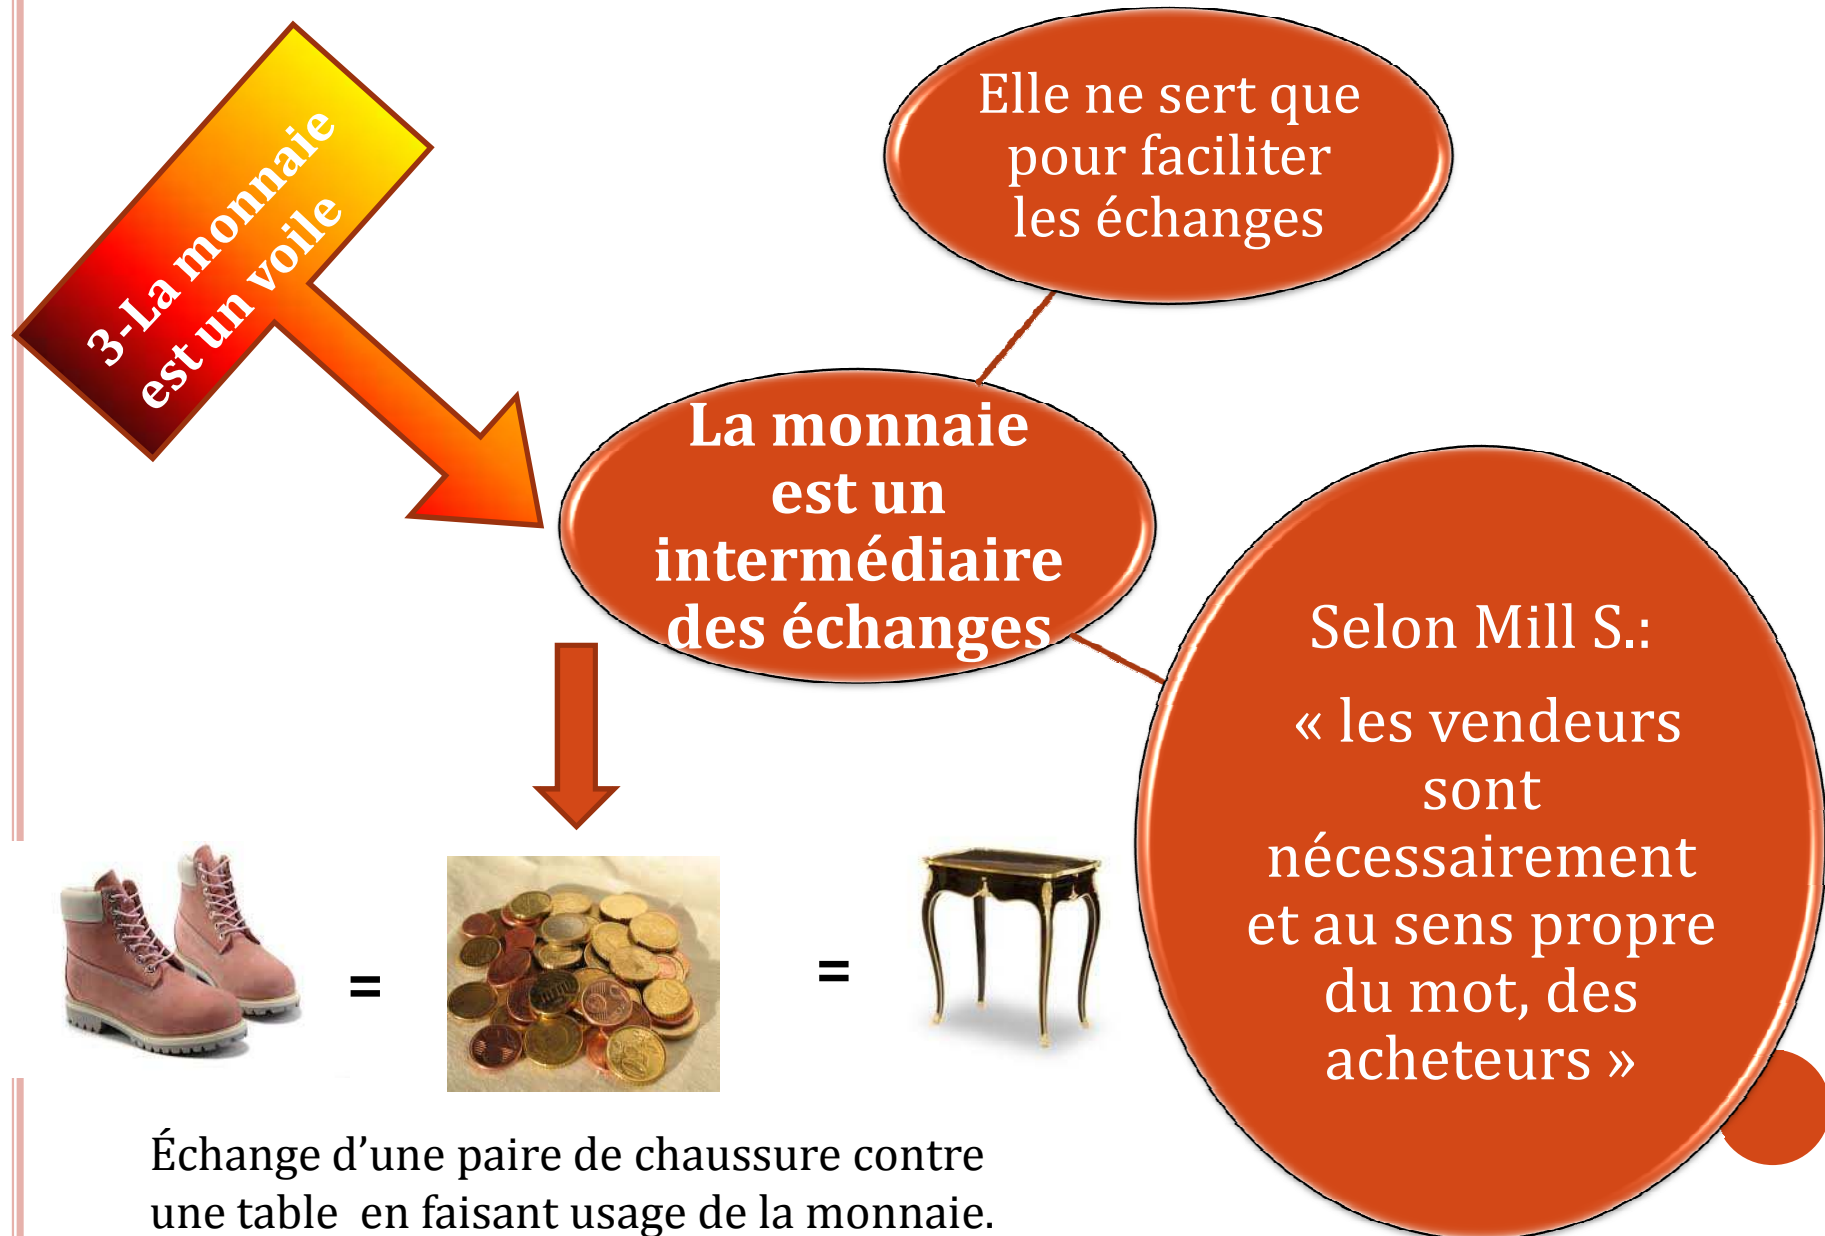 3-La monnaie
est un voile
Elle ne sert que
pour faciliter
les échanges
La monnaie
est un
intermédiaire
des échanges
Selon Mill S.:
« les vendeurs
sont
nécessairement
et au sens propre
du mot, des
acheteurs »
= =
Échange d’une paire de chaussure contre
une table  en faisant usage de la monnaie.